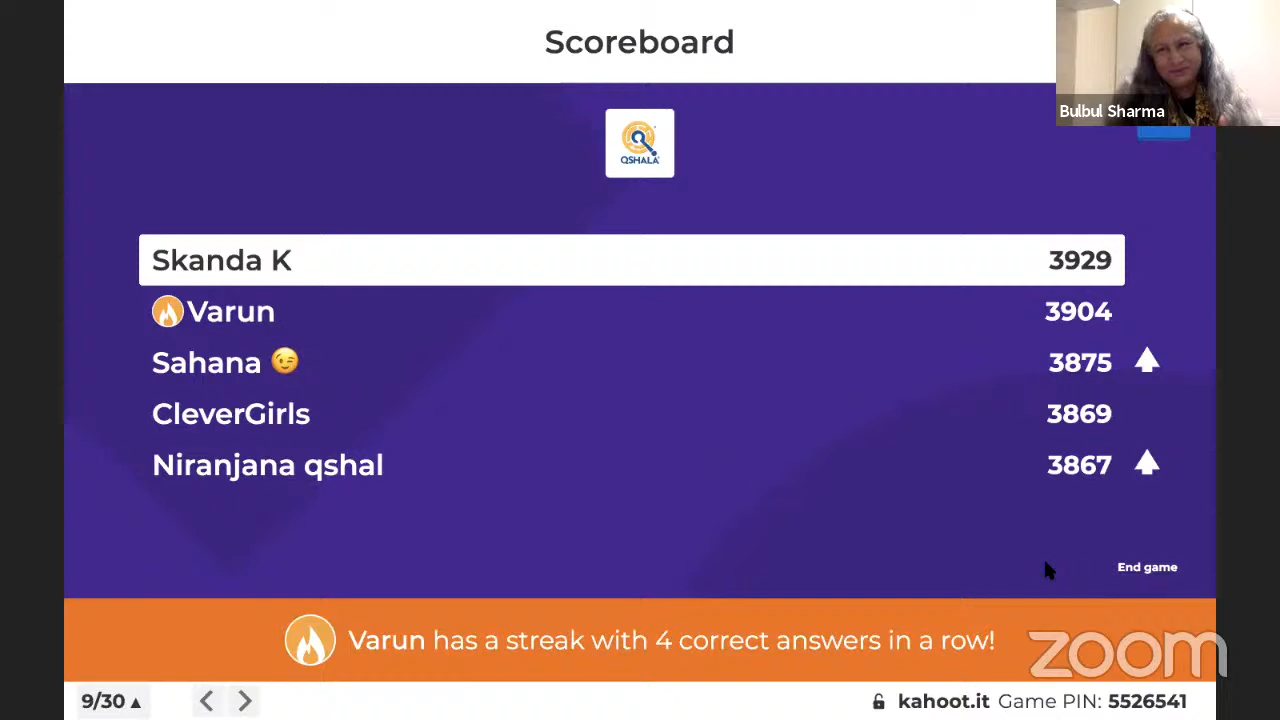 Scoreboard
Bulbul Sharma
QSHALA
Skanda K 3929
Varun 3904
Sahana 😉 3875
CleverGirls 3869
Niranjana qshal 3867
End game
Varun has a streak with 4 correct answers in a row!
zoom
9/30 ▲
kahoot.it Game PIN: 5526541